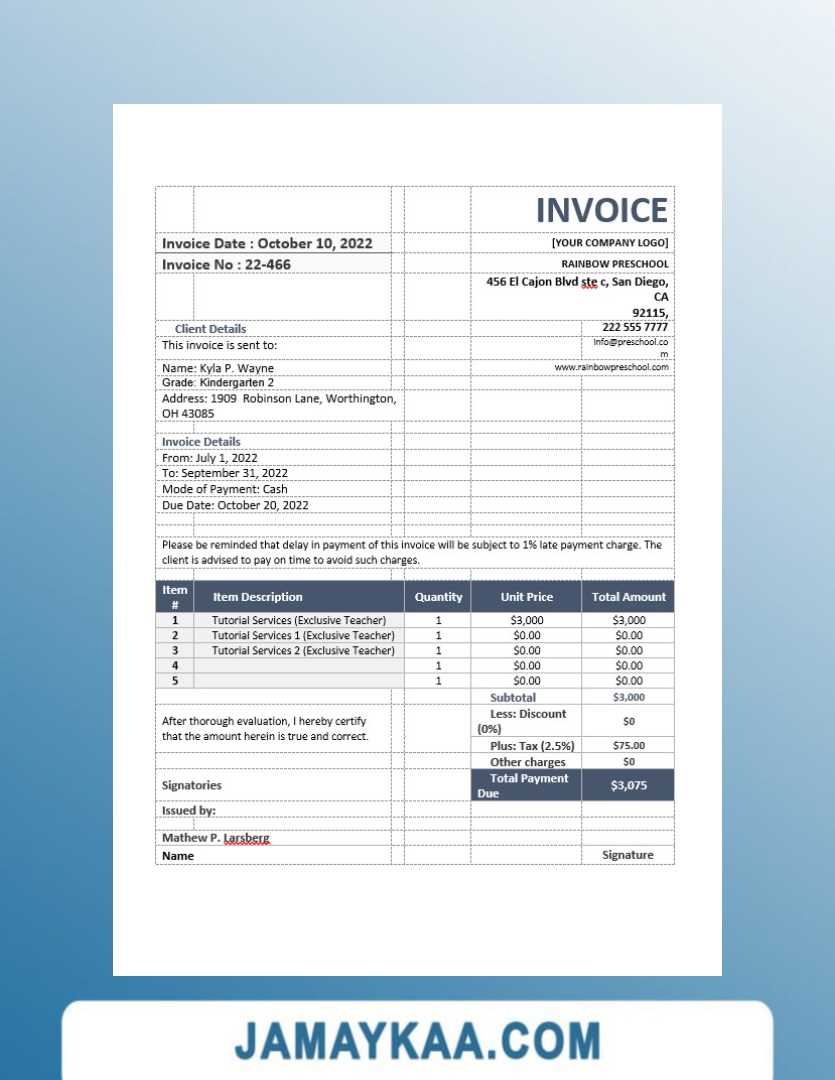 INVOICE
Invoice Date : October 10, 2022
[YOUR COMPANY LOGO]
Invoice No : 22-466
RAINBOW PRESCHOOL
456 El Cajon Blvd ste c, San Diego,
CA
92115,
Client Details
222 555 7777
This invoice is sent to:
Info@preschool.co
m
Name: Kyla P. Wayne
www.rainbowpreschool.com
Grade: Kindergarten 2
Address: 1909 Robinson Lane, Worthington,
OH 43085
Invoice Details
From: July 1, 2022
To: September 31, 2022
Mode of Payment: Cash
Due Date: October 20, 2022
Please be reminded that delay in payment of this invoice will be subject to 1% late payment charge. The
client is advised to pay on time to avoid such charges.
Item # Item Description Quantity Unit Price Total Amount
1 Tutorial Services (Exclusive Teacher) 1 $3,000 $3,000
2 Tutorial Services 1 (Exclusive Teacher) 1 $0.00 $0.00
3 Tutorial Services 2 (Exclusive Teacher) 1 $0.00 $0.00
4 1 $0.00 $0.00
5 1 $0.00 $0.00
Subtotal $3,000
After thorough evaluation, I hereby certify
that the amount herein is true and correct.
Less: Discount
(0%) $0
Plus: Tax (2.5%) $75.00
Other charges $0
Signatories
Total Payment
Due $3,075
Issued by:
Mathew P. Larsberg
Name Signature
JAMAYKAA.COM